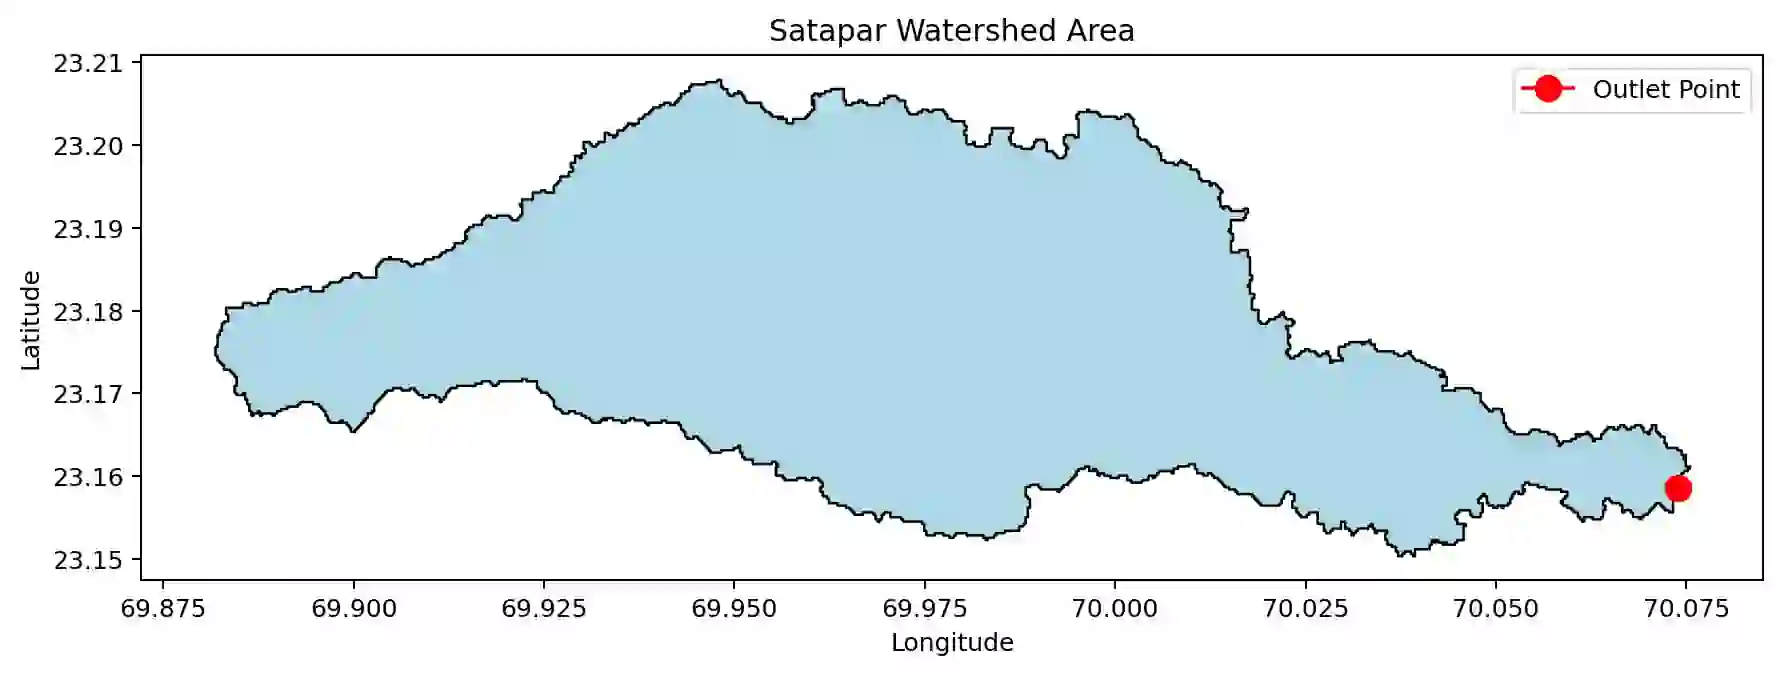 Satapar Watershed Area
Outlet Point
23.21
23.20
23.19
23.18
23.17
23.16
23.15
Latitude
69.875 69.900 69.925 69.950 69.975 70.000 70.025 70.050 70.075
Longitude